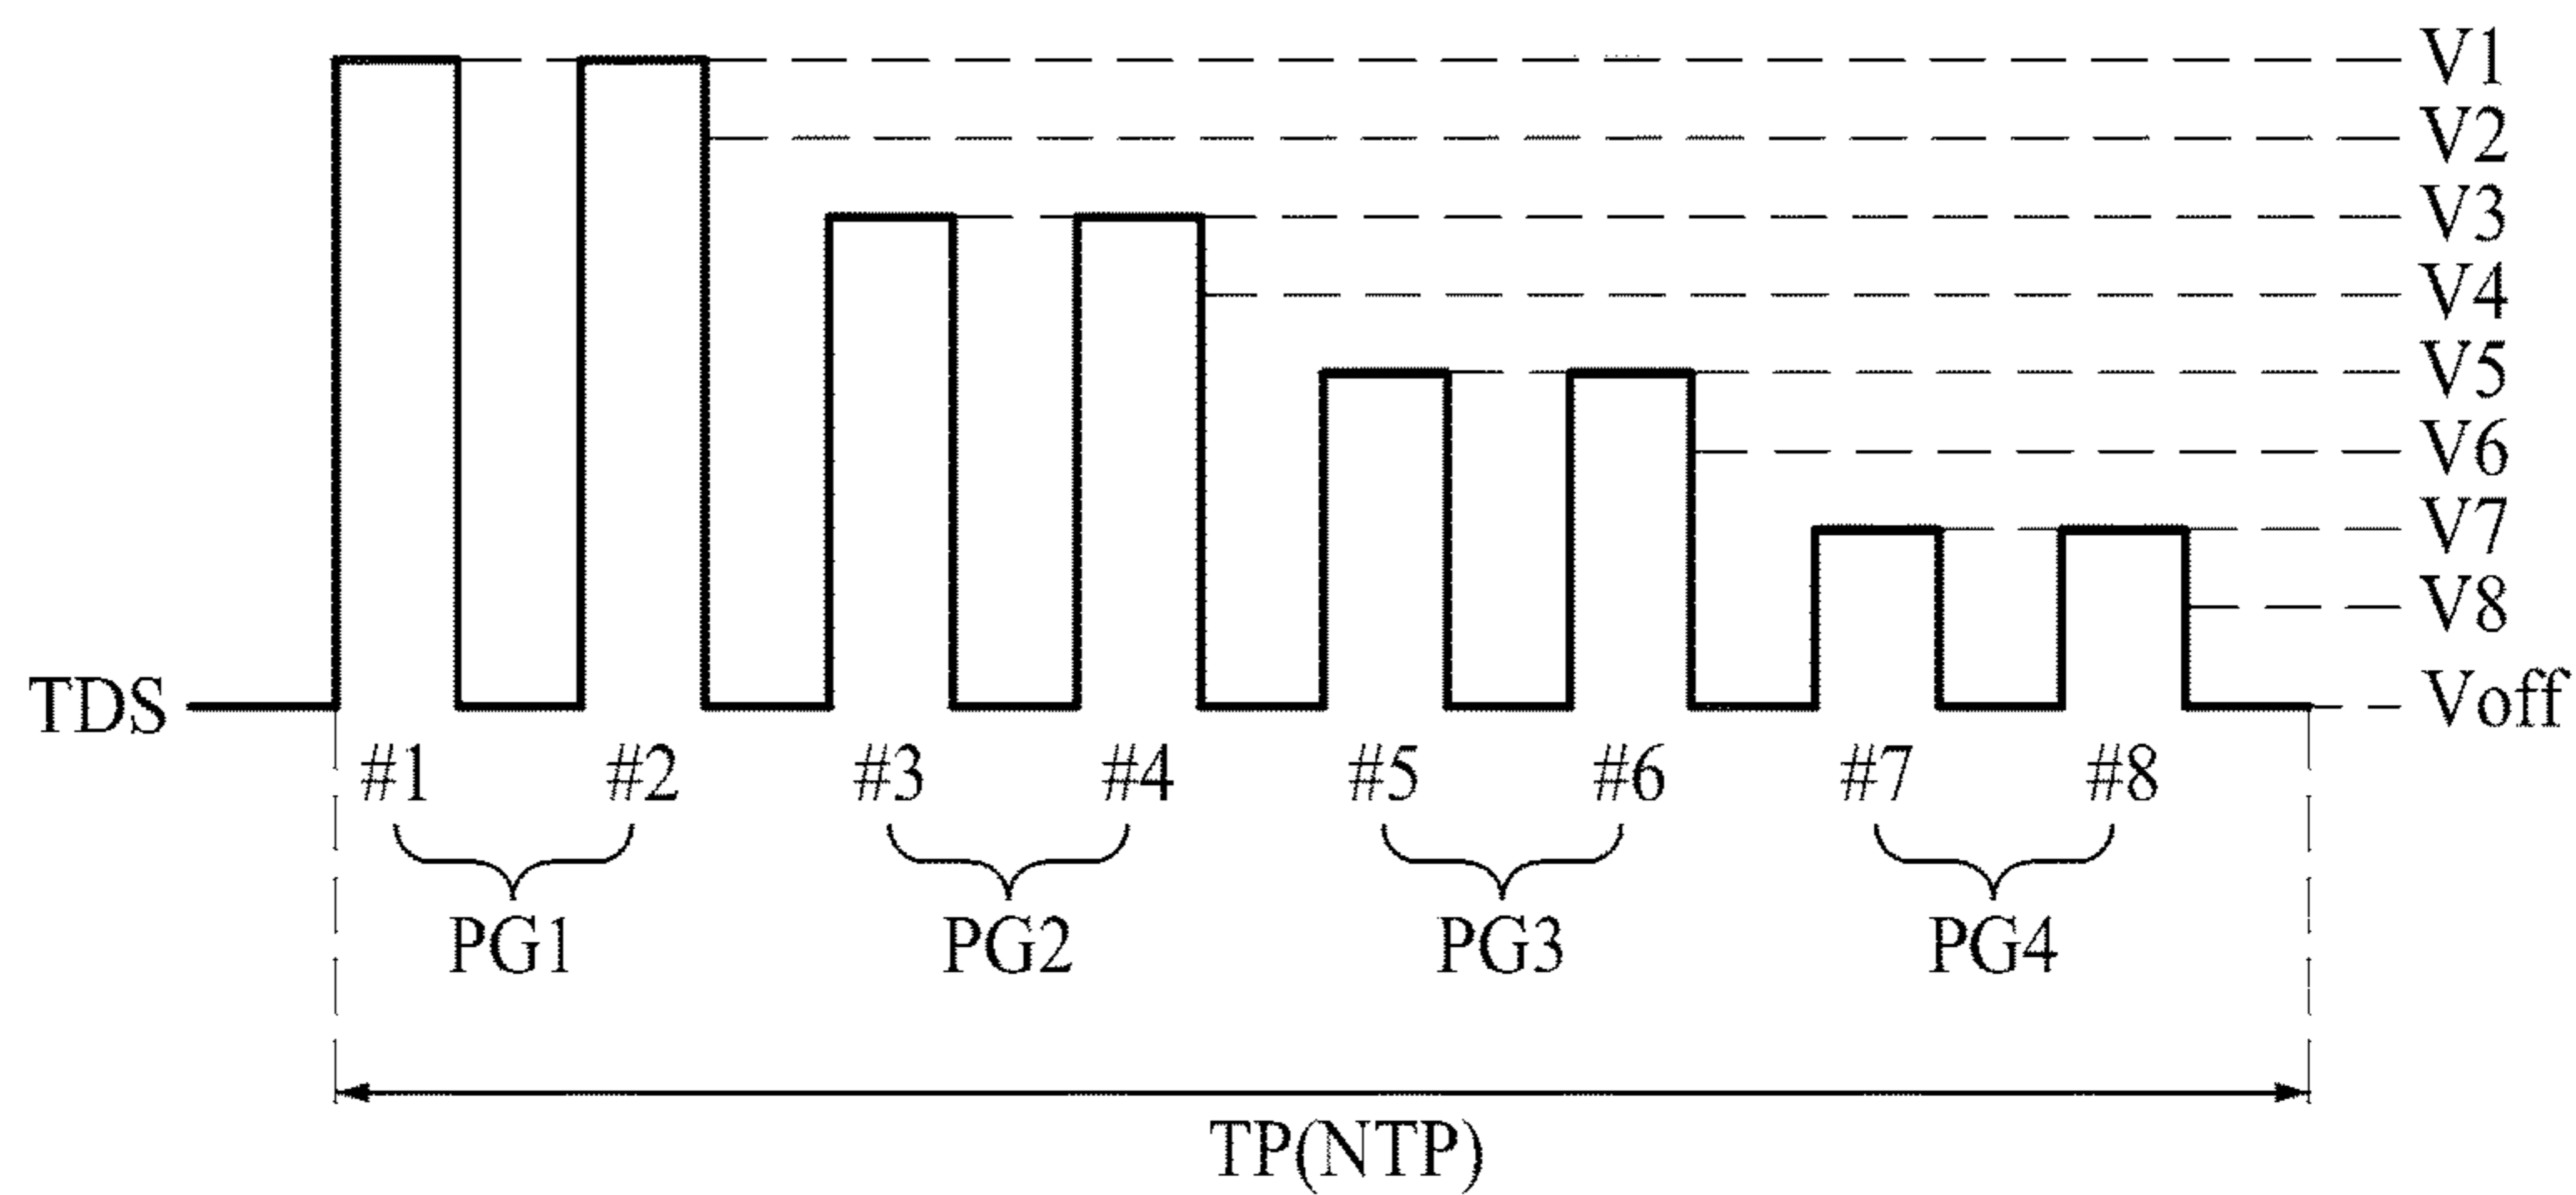 V1
V2
V3
V4
V5
V6
V7
V8
TDS Voff
#1 #2 #3 #4 #5 #6 #7 #8
PG1 PG2 PG3 PG4
TP(NTP)